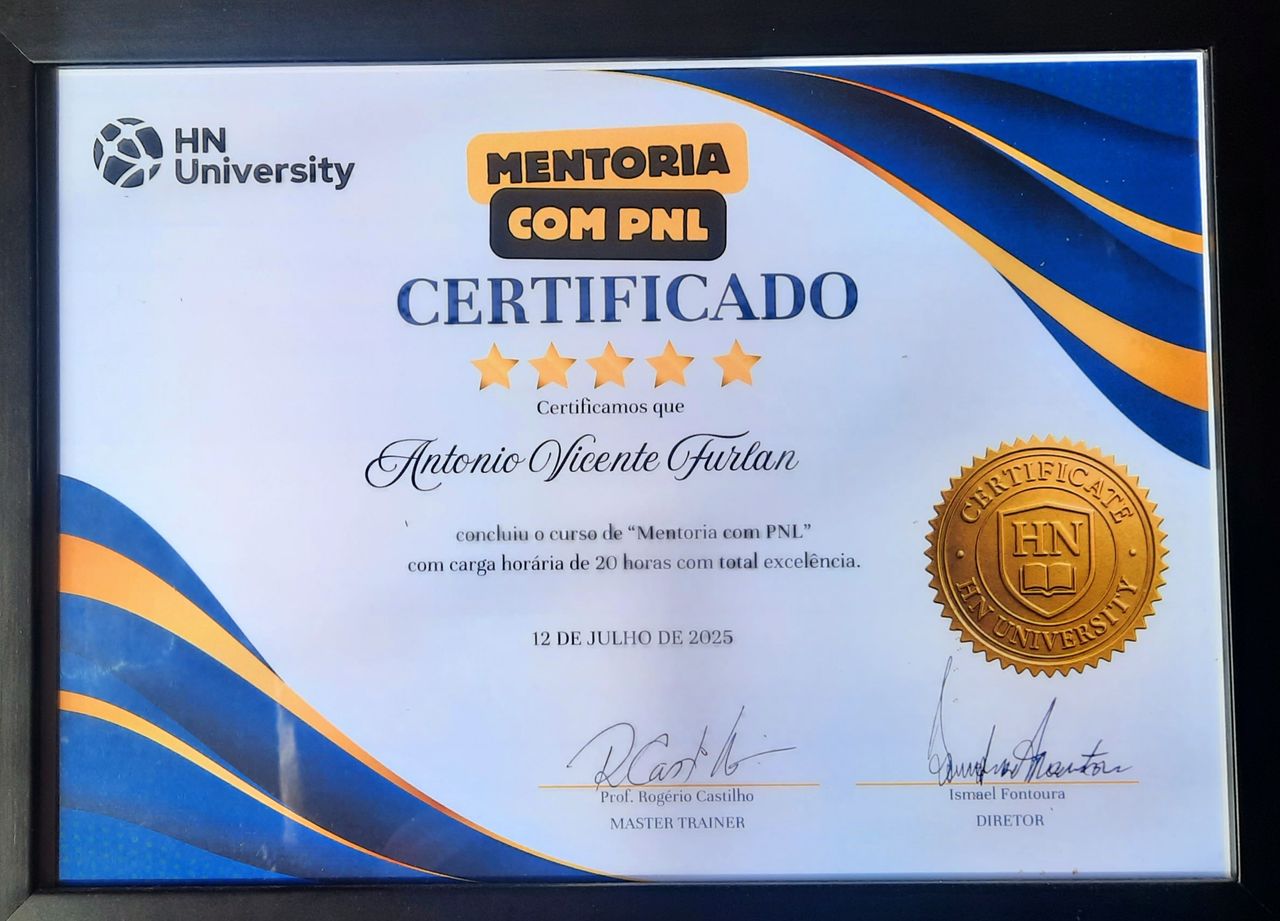 HN
University
MENTORIA
COM PNL
CERTIFICADO
Certificamos que
Antonio Vicente Furlan
concluiu o curso de “Mentoria com PNL”
com carga horária de 20 horas com total excelência.
12 DE JULHO DE 2025
CERTIFICATE
HN
HN UNIVERSITY
R Castilho
Prof. Rogério Castilho
MASTER TRAINER
Ismael Fontoura
DIRETOR